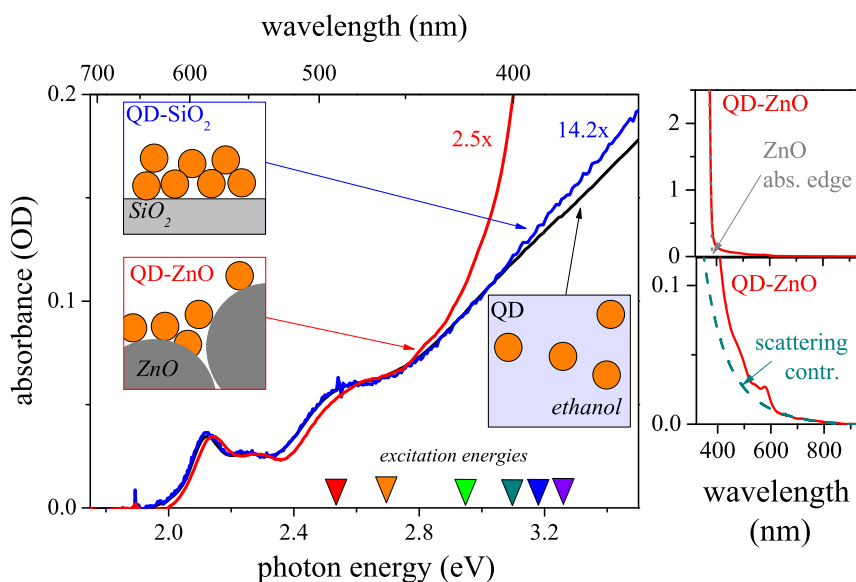 wavelength (nm)
700 600 500 400
0.2
0.1
0.0
absorbance (OD)
QD-SiO₂
SiO₂
QD-ZnO
ZnO
2.5x
14.2x
QD
ethanol
excitation energies
2.0 2.4 2.8 3.2
photon energy (eV)
2
1
0
QD-ZnO
ZnO
abs. edge
0.1
0.0
QD-ZnO
scattering
contr.
400 600 800
wavelength
(nm)